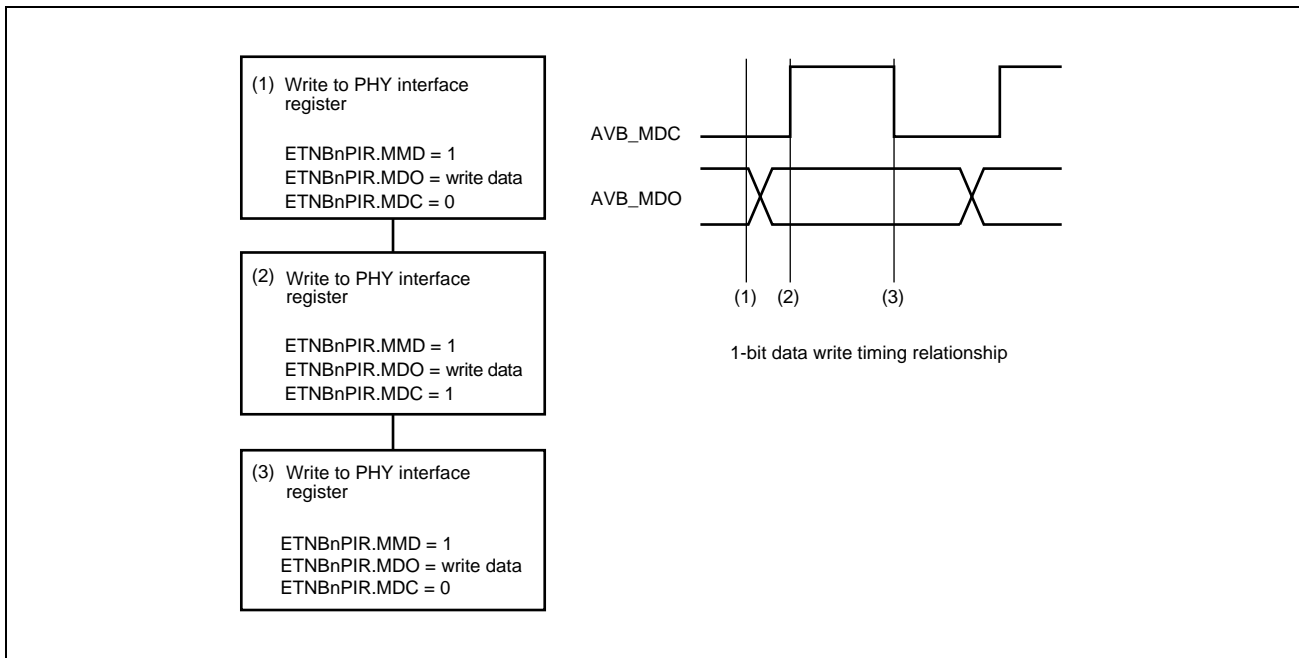 (1) Write to PHY interface
register
ETNBnPIR.MMD = 1
ETNBnPIR.MDO = write data
ETNBnPIR.MDC = 0
(2) Write to PHY interface
register
ETNBnPIR.MMD = 1
ETNBnPIR.MDO = write data
ETNBnPIR.MDC = 1
(3) Write to PHY interface
register
ETNBnPIR.MMD = 1
ETNBnPIR.MDO = write data
ETNBnPIR.MDC = 0
AVB_MDC
AVB_MDO
(1) (2) (3)
1-bit data write timing relationship